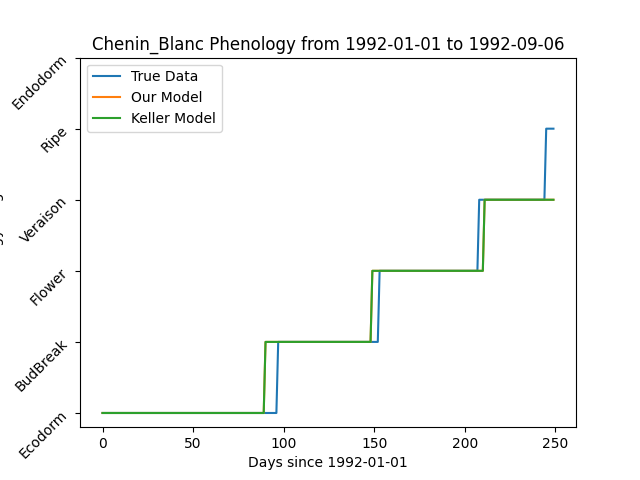 Chenin_Blanc Phenology from 1992-01-01 to 1992-09-06
True Data
Our Model
Keller Model
Endodorm
Ripe
Veraison
Flower
BudBreak
Ecodorm
0 50 100 150 200 250
Days since 1992-01-01